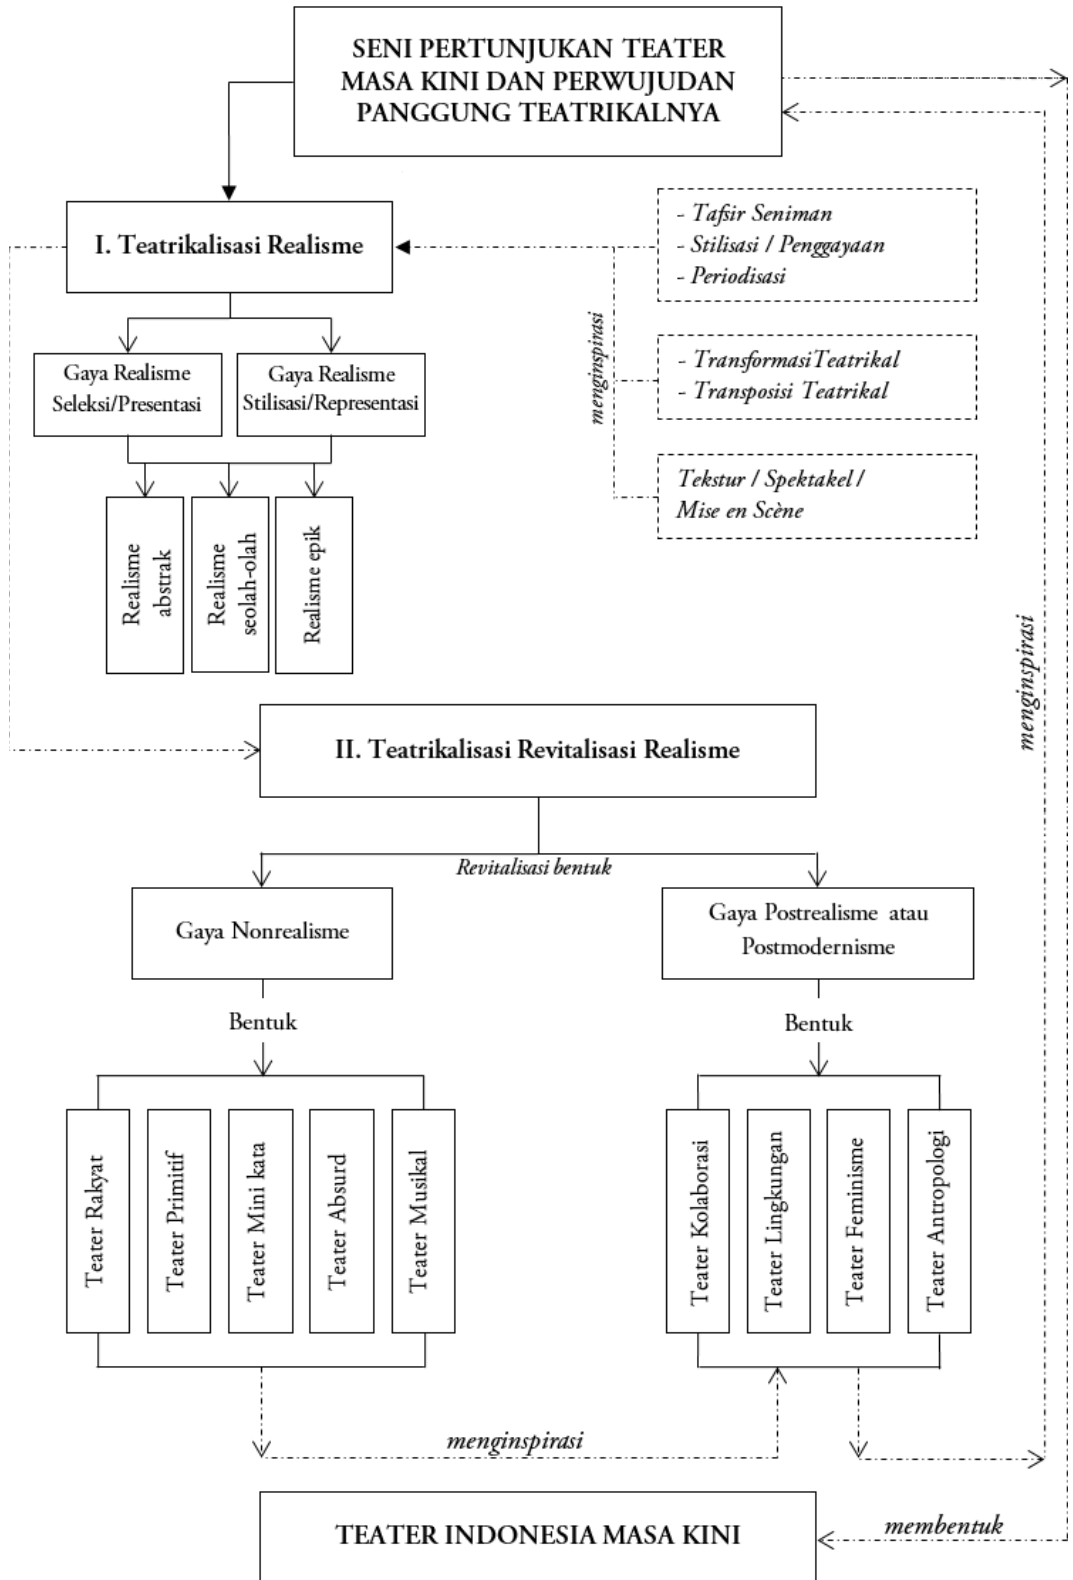 SENI PERTUNJUKAN TEATER
MASA KINI DAN PERWUJUDAN
PANGGUNG TEATRIKALNYA
I. Teatrikalisasi Realisme
- Tafsir Seniman
- Stilisasi / Penggayaan
- Periodisasi
menginspirasi
- TransformasiTeatrikal
- Transposisi Teatrikal
Tekstur / Spektakel /
Mise en Scène
Gaya Realisme
Seleksi/Presentasi
Gaya Realisme
Stilisasi/Representasi
Realisme
abstrak
Realisme
seolah-olah
Realisme epik
menginspirasi
II. Teatrikalisasi Revitalisasi Realisme
Revitalisasi bentuk
Gaya Nonrealisme
Gaya Postrealisme atau
Postmodernisme
Bentuk
Bentuk
Teater Rakyat
Teater Primitif
Teater Mini kata
Teater Absurd
Teater Musikal
Teater Kolaborasi
Teater Lingkungan
Teater Feminisme
Teater Antropologi
menginspirasi
TEATER INDONESIA MASA KINI
membentuk